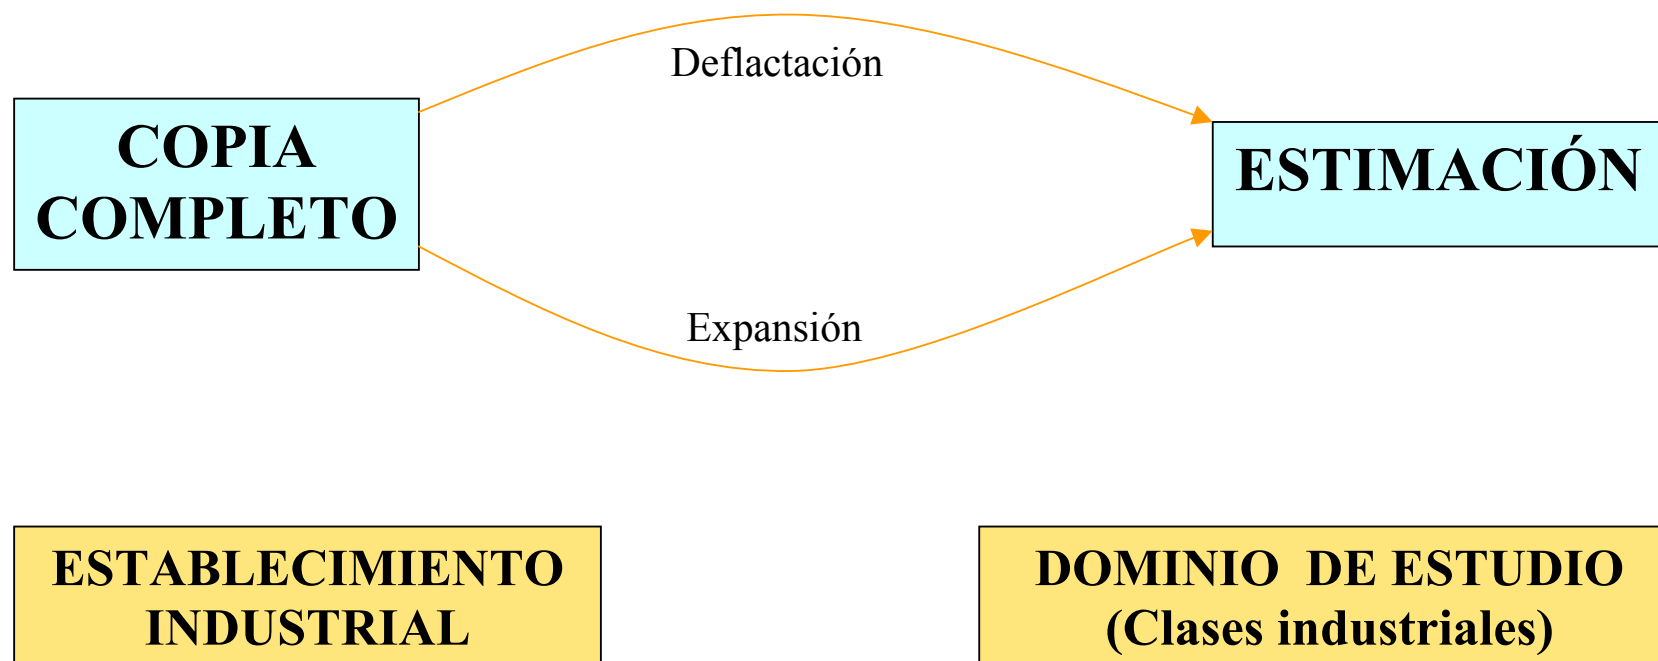 Deflactación
COPIA
COMPLETO
ESTIMACIÓN
Expansión
ESTABLECIMIENTO
INDUSTRIAL
DOMINIO DE ESTUDIO
(Clases industriales)